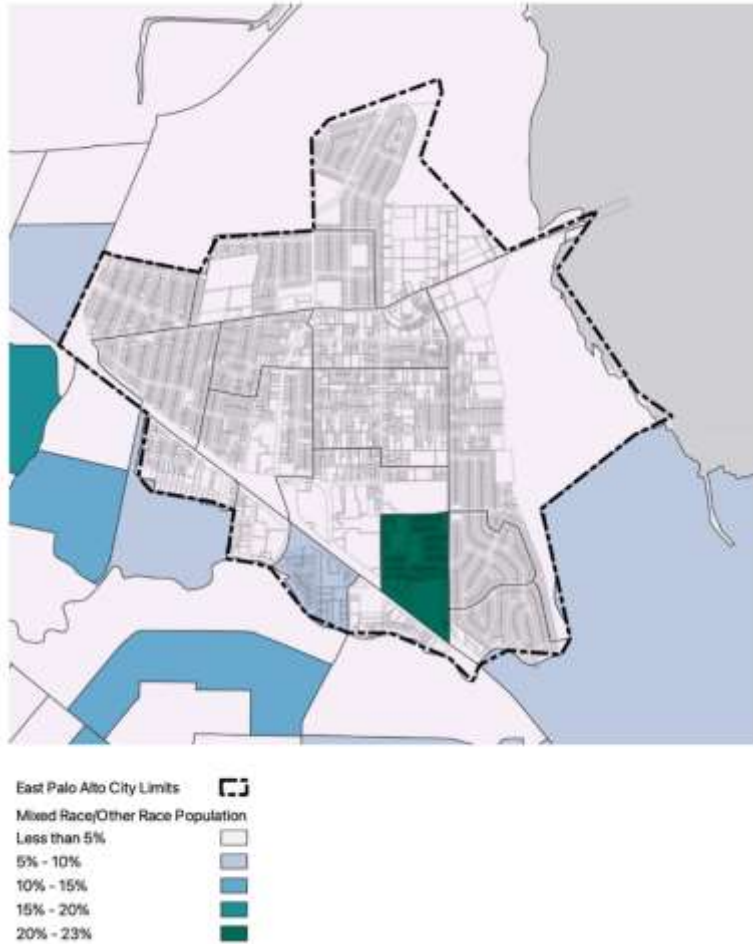 East Palo Alto City Limits
Mixed Race/Other Race Population
Less than 5%
5% - 10%
10% - 15%
15% - 20%
20% - 23%